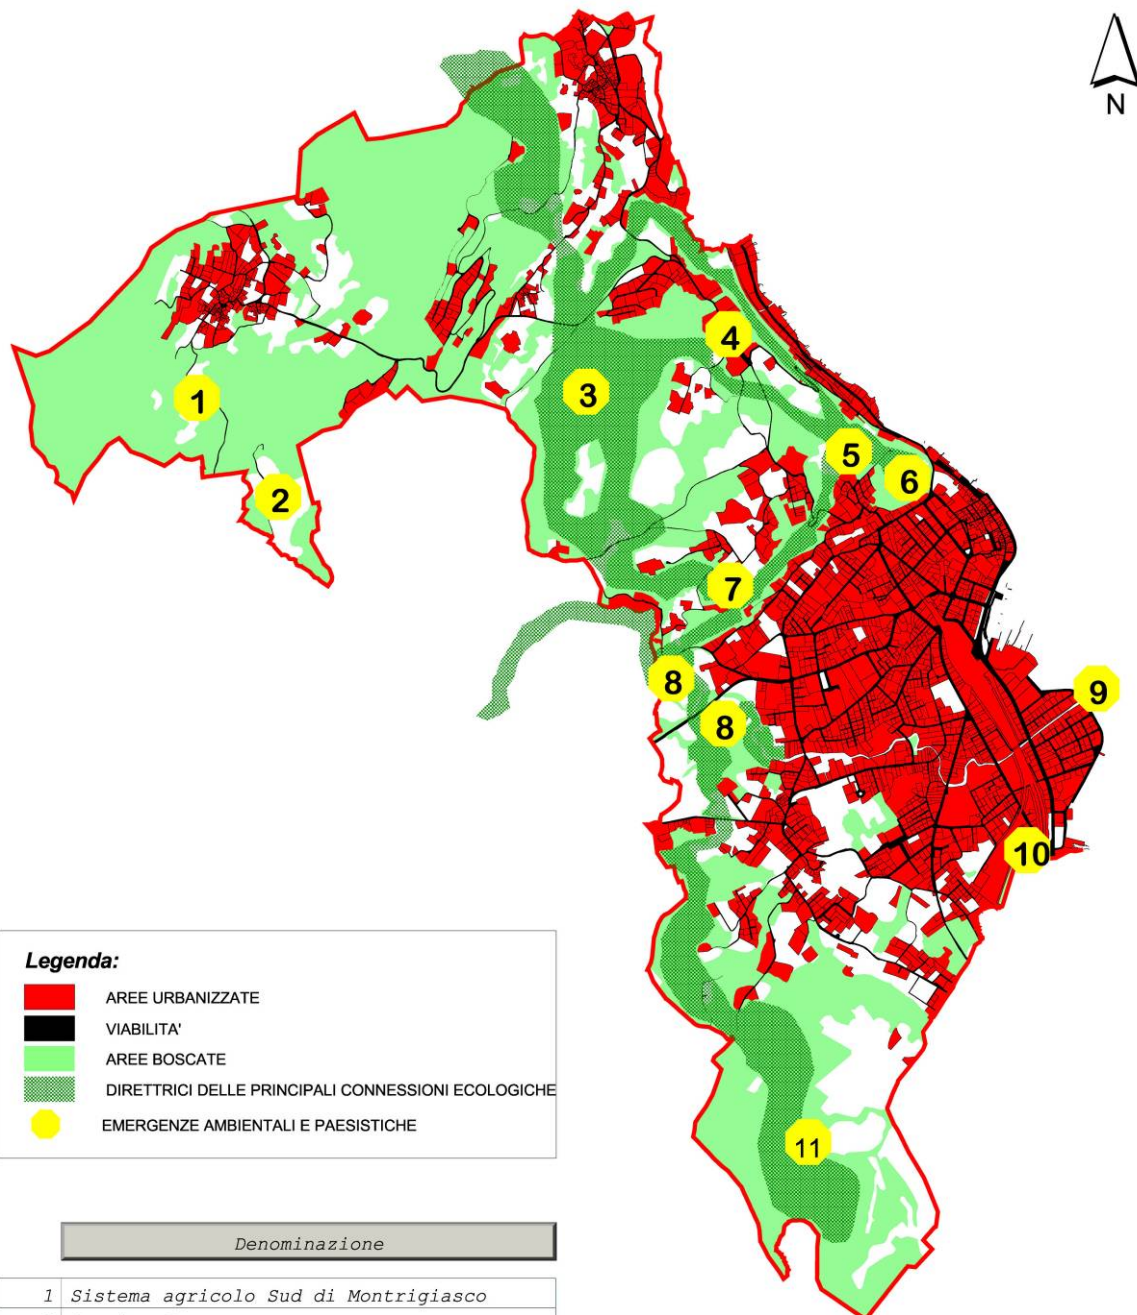 N
4
3
1
5
6
2
7
8
9
8
10
11
Legenda:
AREE URBANIZZATE
VIABILITA'
AREE BOSCATE
DIRETTRICI DELLE PRINCIPALI CONNESSIONI ECOLOGICHE
EMERGENZE AMBIENTALI E PAESISTICHE
Denominazione
1 Sistema agricolo Sud di Montrigiasco